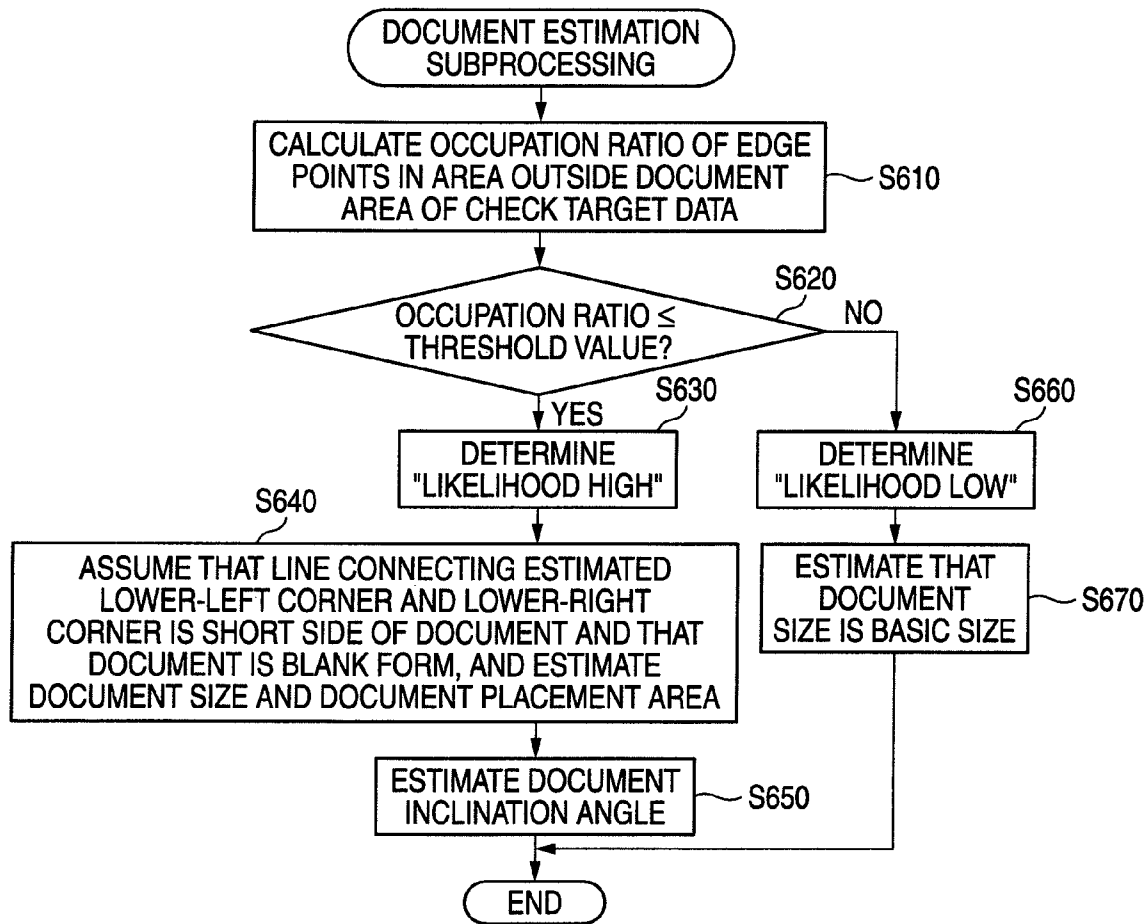 DOCUMENT ESTIMATION
SUBPROCESSING
CALCULATE OCCUPATION RATIO OF EDGE
POINTS IN AREA OUTSIDE DOCUMENT
AREA OF CHECK TARGET DATA
S610
S620
OCCUPATION RATIO ≤
THRESHOLD VALUE?
NO
YES
S630
DETERMINE
"LIKELIHOOD HIGH"
S660
DETERMINE
"LIKELIHOOD LOW"
S640
ASSUME THAT LINE CONNECTING ESTIMATED
LOWER-LEFT CORNER AND LOWER-RIGHT
CORNER IS SHORT SIDE OF DOCUMENT AND THAT
DOCUMENT IS BLANK FORM, AND ESTIMATE
DOCUMENT SIZE AND DOCUMENT PLACEMENT AREA
ESTIMATE THAT
DOCUMENT
SIZE IS BASIC SIZE
S670
ESTIMATE DOCUMENT
INCLINATION ANGLE
S650
END